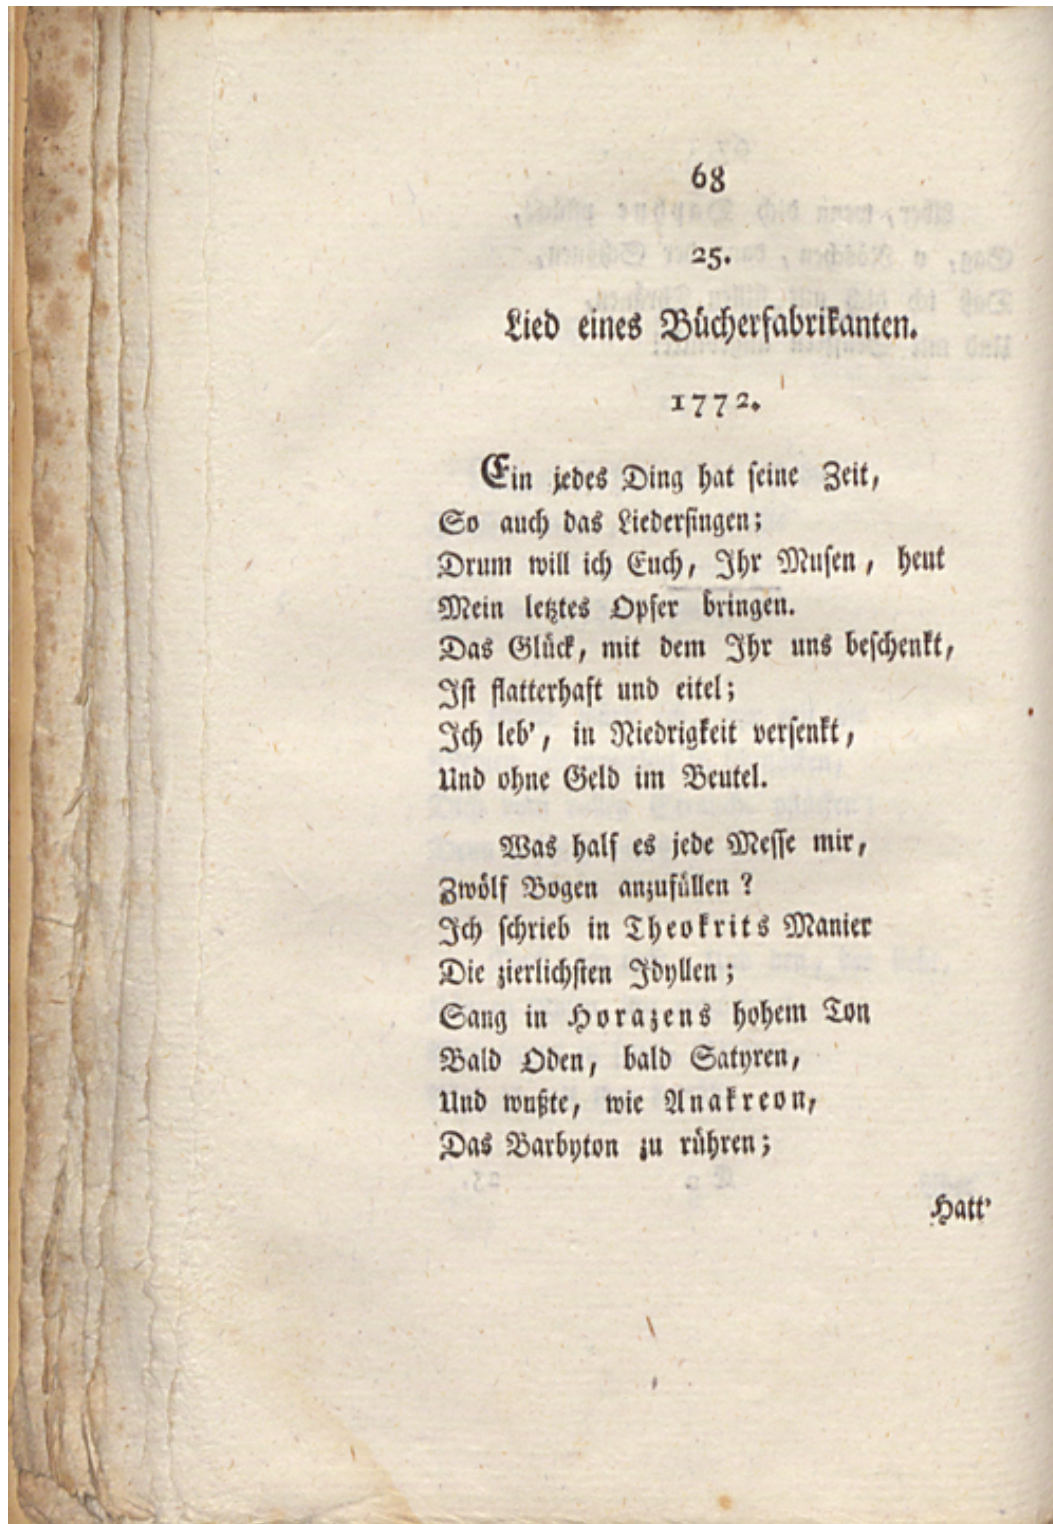 68
25.
Lied eines Bücherfabrikanten.
1772.
Ein jedes Ding hat seine Zeit,
So auch das Liedersingen;
Drum will ich Euch, Ihr Musen, heut
Mein letztes Opfer bringen.
Das Glück, mit dem Ihr uns beschenkt,
Ist flatterhaft und eitel;
Ich leb', in Niedrigkeit versenkt,
Und ohne Geld im Beutel.
Was half es jede Messe mir,
Zwölf Bogen anzufüllen?
Ich schrieb in Theokrits Manier
Die zierlichsten Idyllen;
Sang in Horazens hohem Ton
Bald Oden, bald Satyren,
Und wußte, wie Anakreon,
Das Barbyton zu rühren;
Hatt'